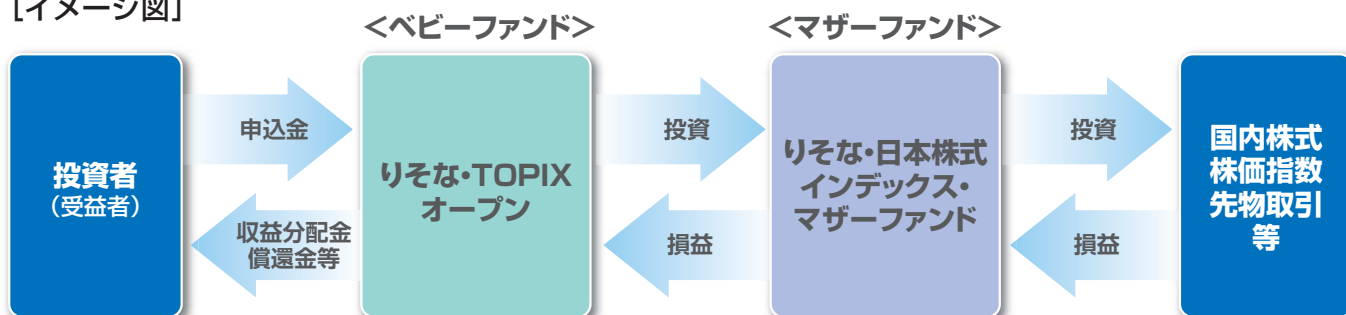 ［イメージ図］
＜ベビーファンド＞
＜マザーファンド＞
投資者
（受益者）
申込金
収益分配金
償還金等
りそな・TOPIX
オープン
投資
損益
りそな・日本株式
インデックス・
マザーファンド
投資
損益
国内株式
株価指数
先物取引
等